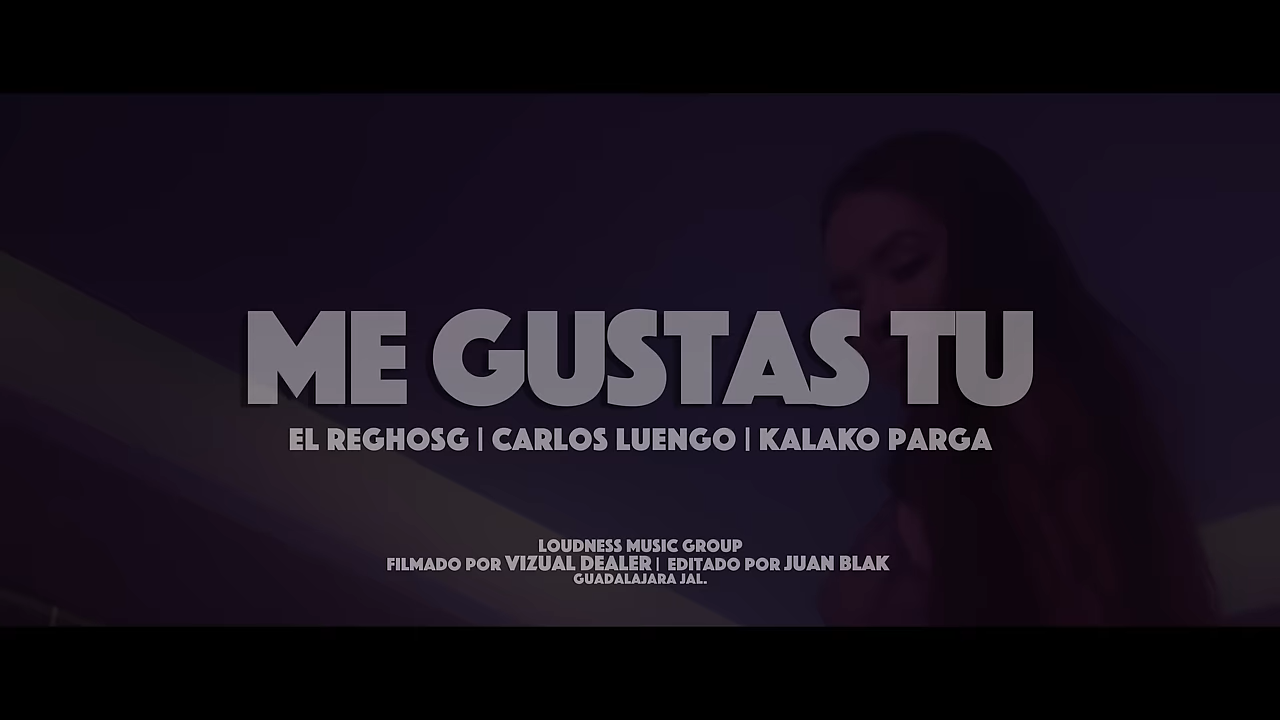 ME GUSTAS TU
EL REGHOSG | CARLOS LUENGO | KALAKO PARGA
LOUDNESS MUSIC GROUP
FILMADO POR VIZUAL DEALER | EDITADO POR JUAN BLAK
GUADALAJARA JAL.